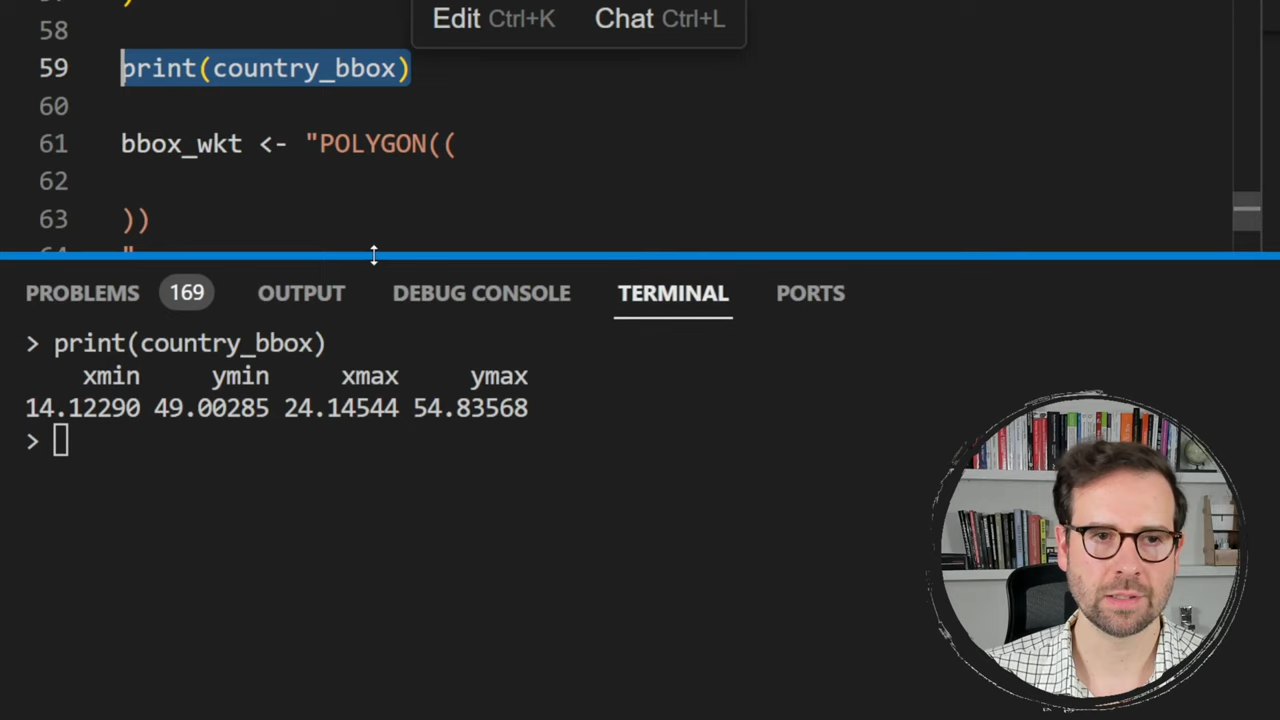 58
Edit Ctrl+K Chat Ctrl+L
59 print(country_bbox)
60
61 bbox_wkt <- "POLYGON((
62
63 ))
"
PROBLEMS 169 OUTPUT DEBUG CONSOLE TERMINAL PORTS
> print(country_bbox)
xmin ymin xmax ymax
14.12290 49.00285 24.14544 54.83568
>